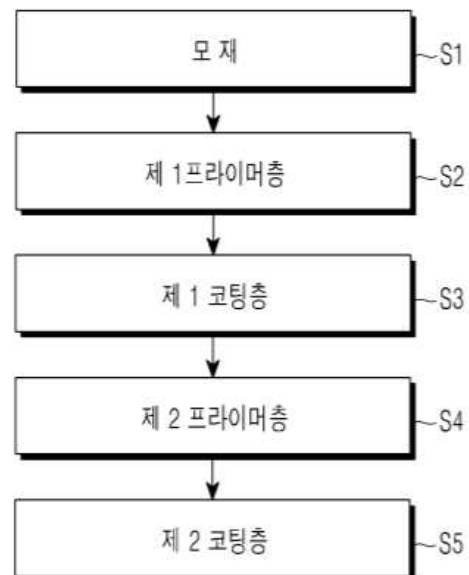 모 재 S1
제 1프라이머층 S2
제 1 코팅층 S3
제 2 프라이머층 S4
제 2 코팅층 S5